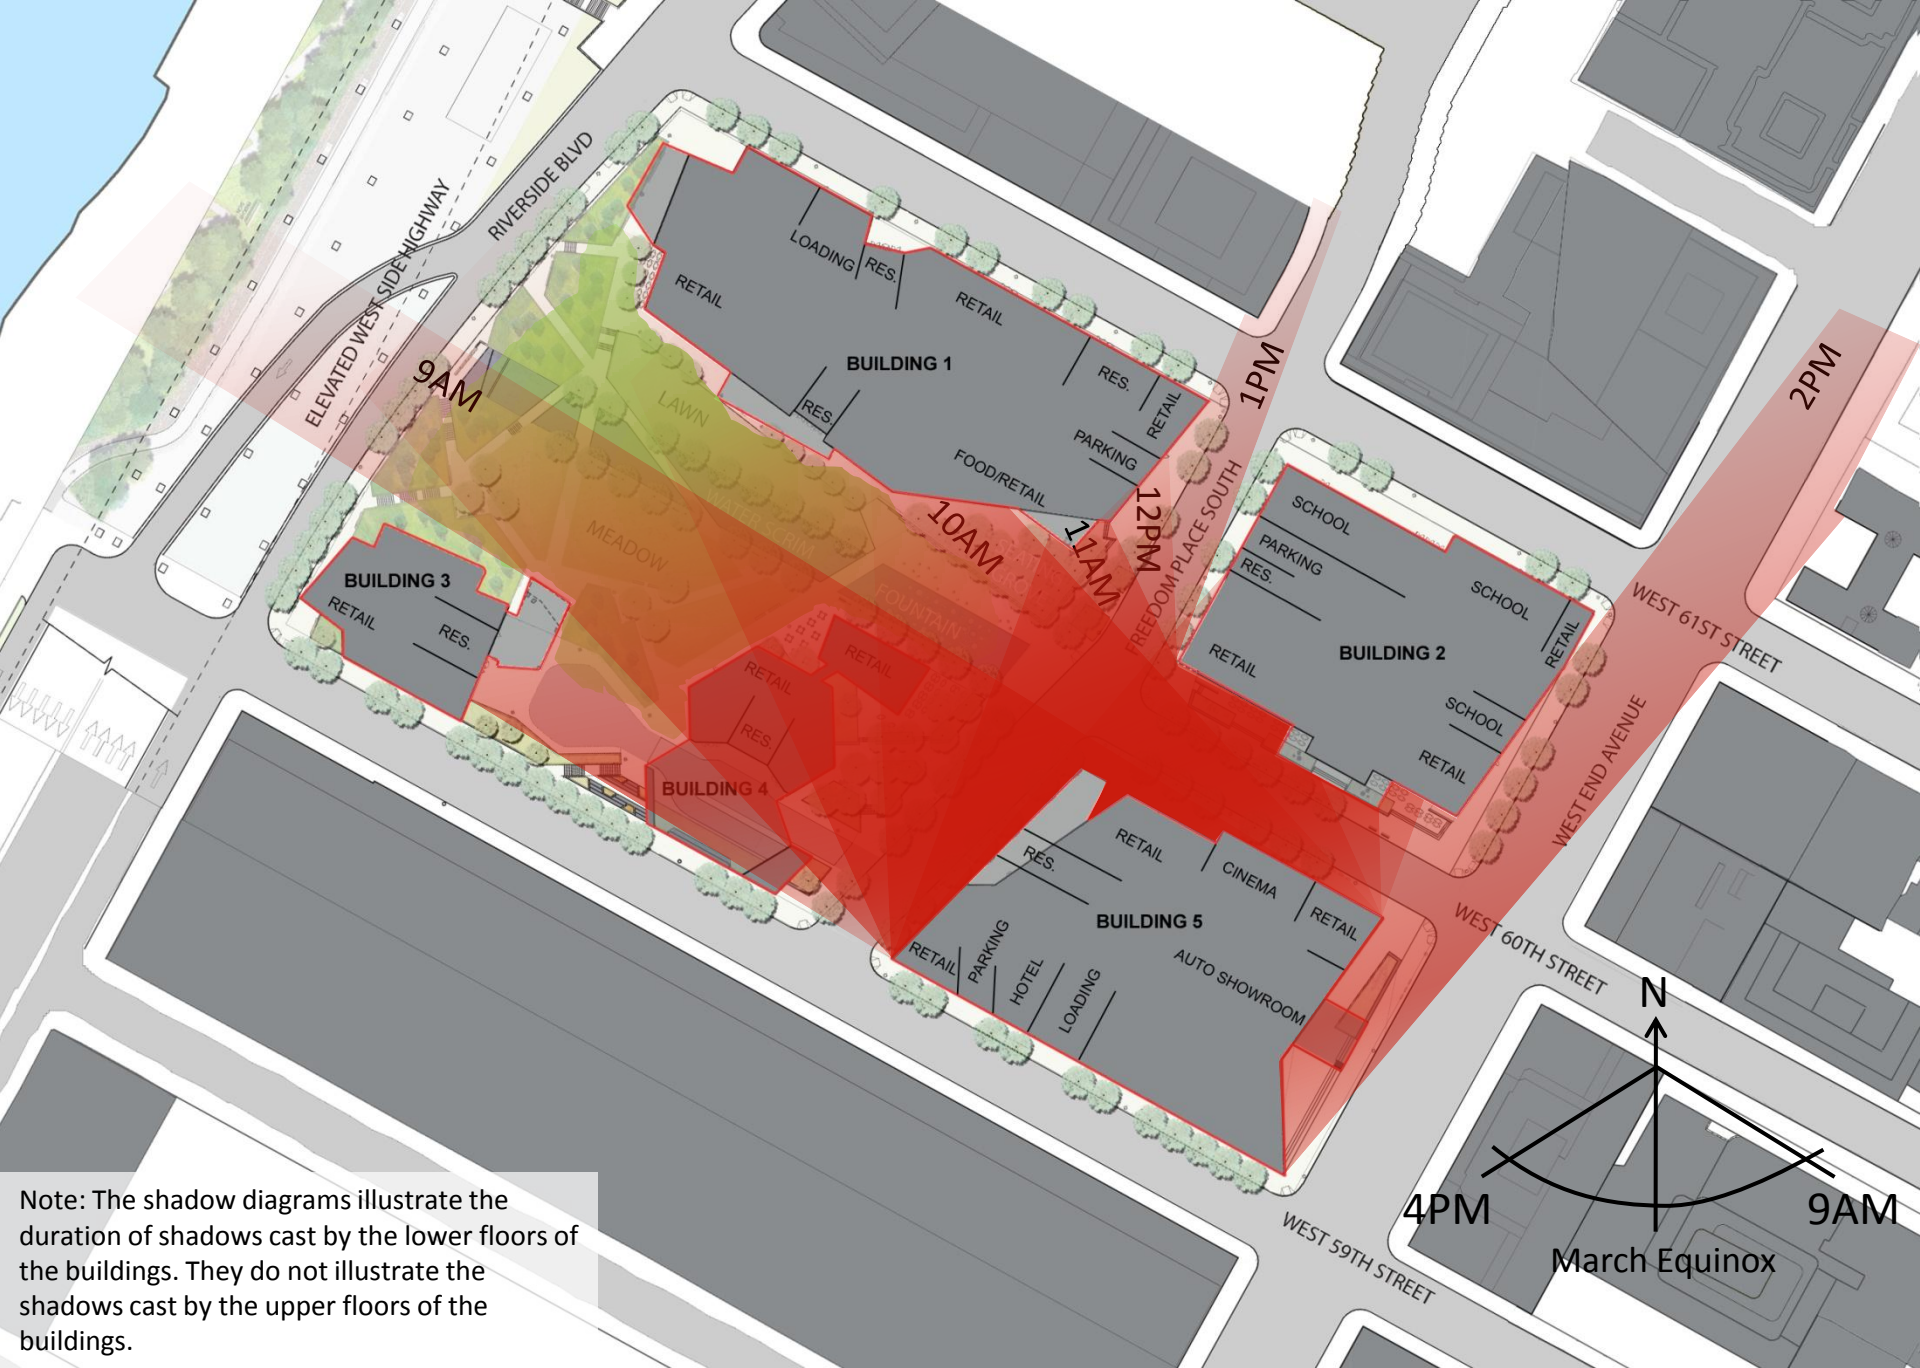 RIVERSIDE BLVD
ELEVATED WEST SIDE HIGHWAY
9AM
LOADING
RES.
RETAIL
RETAIL
BUILDING 1
RES.
RETAIL
RES.
PARKING
FOOD/RETAIL
LAWN
WATER SCRIM
MEADOW
FOUNTAIN
10AM
11AM
12PM
1PM
2PM
FREEDOM PLACE SOUTH
SCHOOL
PARKING
RES.
SCHOOL
RETAIL
BUILDING 2
RETAIL
SCHOOL
RETAIL
WEST 61ST STREET
WEST END AVENUE
BUILDING 3
RETAIL
RES.
RETAIL
RETAIL
RES.
BUILDING 4
RETAIL
RES.
CINEMA
RETAIL
BUILDING 5
RETAIL
PARKING
HOTEL
LOADING
AUTO SHOWROOM
WEST 60TH STREET
WEST 59TH STREET
N
4PM
9AM
March Equinox
Note: The shadow diagrams illustrate the
duration of shadows cast by the lower floors of
the buildings. They do not illustrate the
shadows cast by the upper floors of the
buildings.